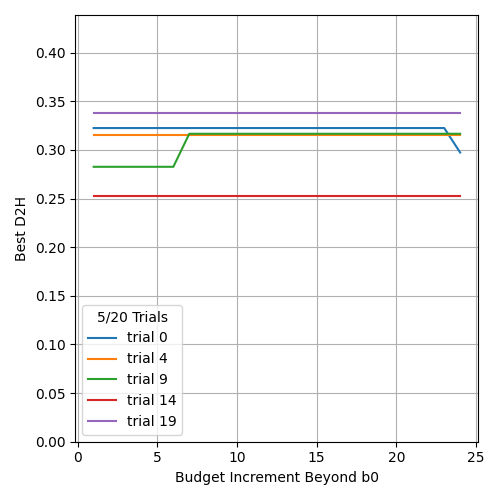 0.40
0.35
0.30
0.25
0.20
0.15
0.10
0.05
0.00
Best D2H
5/20 Trials
trial 0
trial 4
trial 9
trial 14
trial 19
0 5 10 15 20 25
Budget Increment Beyond b0